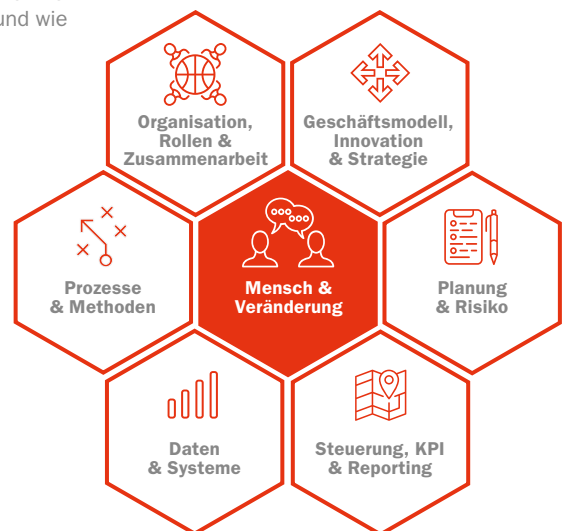 und wie
Organisation,
Rollen &
Zusammenarbeit
Geschäftsmodell,
Innovation
& Strategie
Prozesse
& Methoden
Mensch &
Veränderung
Planung
& Risiko
Daten
& Systeme
Steuerung, KPI
& Reporting